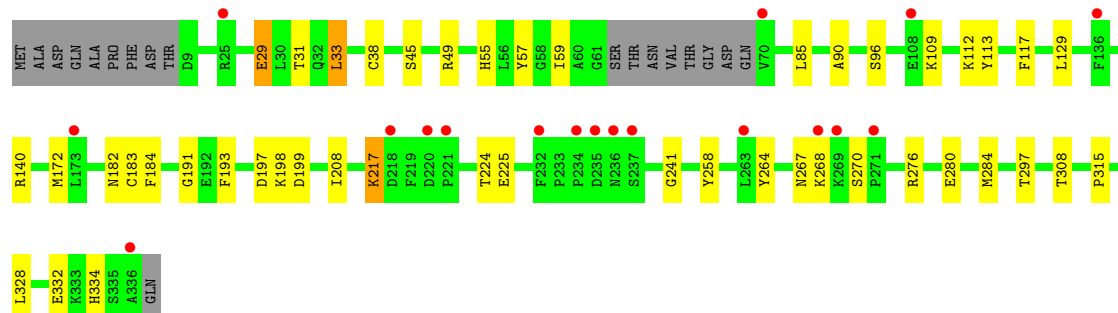 MET ALA ASP GLN ALA PRO PHE ASP THR D9 R25 E29 L30 T31 Q32 L33 C38 S45 R49 H55 L56 Y57 G58 I59 A60 G61 SER THR ASN VAL THR GLY ASP GLN V70 L85 A90 S96 E108 K109 K112 Y113 F117 L129 F136
R140 M172 L173 N182 C183 F184 G191 E192 F193 D197 K198 D199 I208 K217 D218 F219 D220 P221 T224 E225 F232 P233 P234 D235 N236 S237 G241 Y258 L263 Y264 N267 K268 K269 S270 P271 R276 E280 M284 T297 T308 P315
L328 E332 K333 H334 S335 A336 GLN